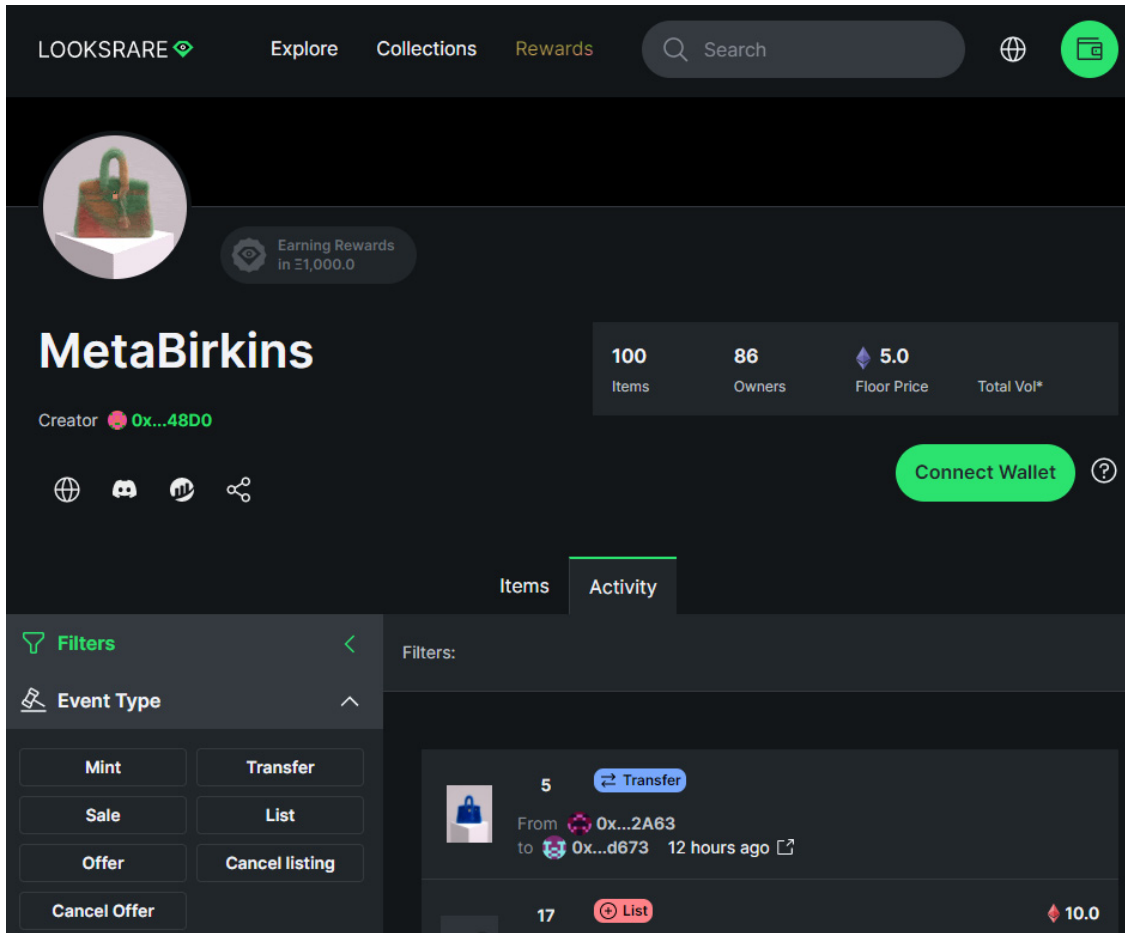 LOOKSRARE Explore Collections Rewards Search
Earning Rewards
in Ξ1,000.0
MetaBirkins
100 86 5.0
Items Owners Floor Price Total Vol*
Creator 0x...48D0
Connect Wallet
Items Activity
Filters
Filters:
Event Type
Mint Transfer
Sale List
Offer Cancel listing
Cancel Offer
5 Transfer
From 0x...2A63
to 0x...d673 12 hours ago
17 List 10.0